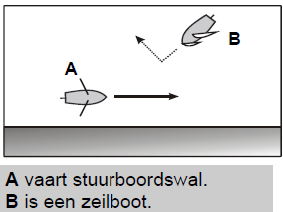 B
A
A vaart stuurboordswal.
B is een zeilboot.